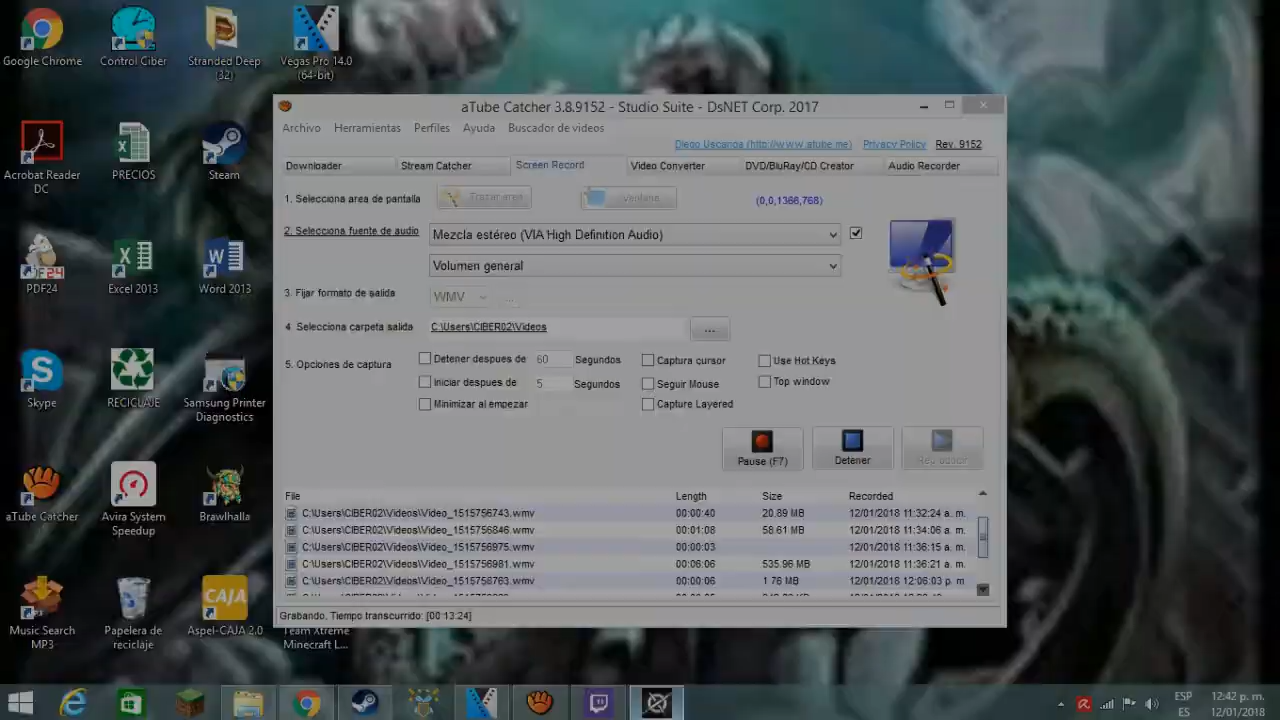 Google Chrome
Control Ciber
Stranded Deep
(32)
Vegas Pro 14.0
(64-bit)
Acrobat Reader
DC
PRECIOS
Steam
PDF24
Excel 2013
Word 2013
Skype
RECICLAJE
Samsung Printer
Diagnostics
aTube Catcher
Avira System
Speedup
Brawlhalla
Music Search
MP3
Papelera de
reciclaje
CAJA
Aspel-CAJA 2.0
Team Xtreme
Minecraft L...
aTube Catcher 3.8.9152 - Studio Suite - DsNET Corp. 2017
Archivo Herramientas Perfiles Ayuda Buscador de videos
Diego Uscanga (http://www.atube.me) Privacy Policy Rev. 9152
Downloader Stream Catcher Screen Record Video Converter DVD/BluRay/CD Creator Audio Recorder
1. Selecciona area de pantalla Trazar area Ventana (0,0,1366,768)
2. Selecciona fuente de audio Mezcla estéreo (VIA High Definition Audio)
Volumen general
3. Fijar formato de salida WMV ...
4. Selecciona carpeta salida C:\Users\CIBER02\Videos ...
5. Opciones de captura
Detener despues de 60 Segundos Captura cursor Use Hot Keys
Iniciar despues de 5 Segundos Seguir Mouse Top window
Minimizar al empezar Capture Layered
Pause (F7) Detener Reproducir
File Length Size Recorded
C:\Users\CIBER02\Videos\Video_1515756743.wmv 00:00:40 20.89 MB 12/01/2018 11:32:24 a. m.
C:\Users\CIBER02\Videos\Video_1515756846.wmv 00:01:08 58.61 MB 12/01/2018 11:34:06 a. m.
C:\Users\CIBER02\Videos\Video_1515756975.wmv 00:00:03 12/01/2018 11:36:15 a. m.
C:\Users\CIBER02\Videos\Video_1515756981.wmv 00:06:06 535.96 MB 12/01/2018 11:36:21 a. m.
C:\Users\CIBER02\Videos\Video_1515758763.wmv 00:00:06 1.76 MB 12/01/2018 12:06:03 p. m.
Grabando. Tiempo transcurrido: [00:13:24]
ESP
ES
12:42 p. m.
12/01/2018